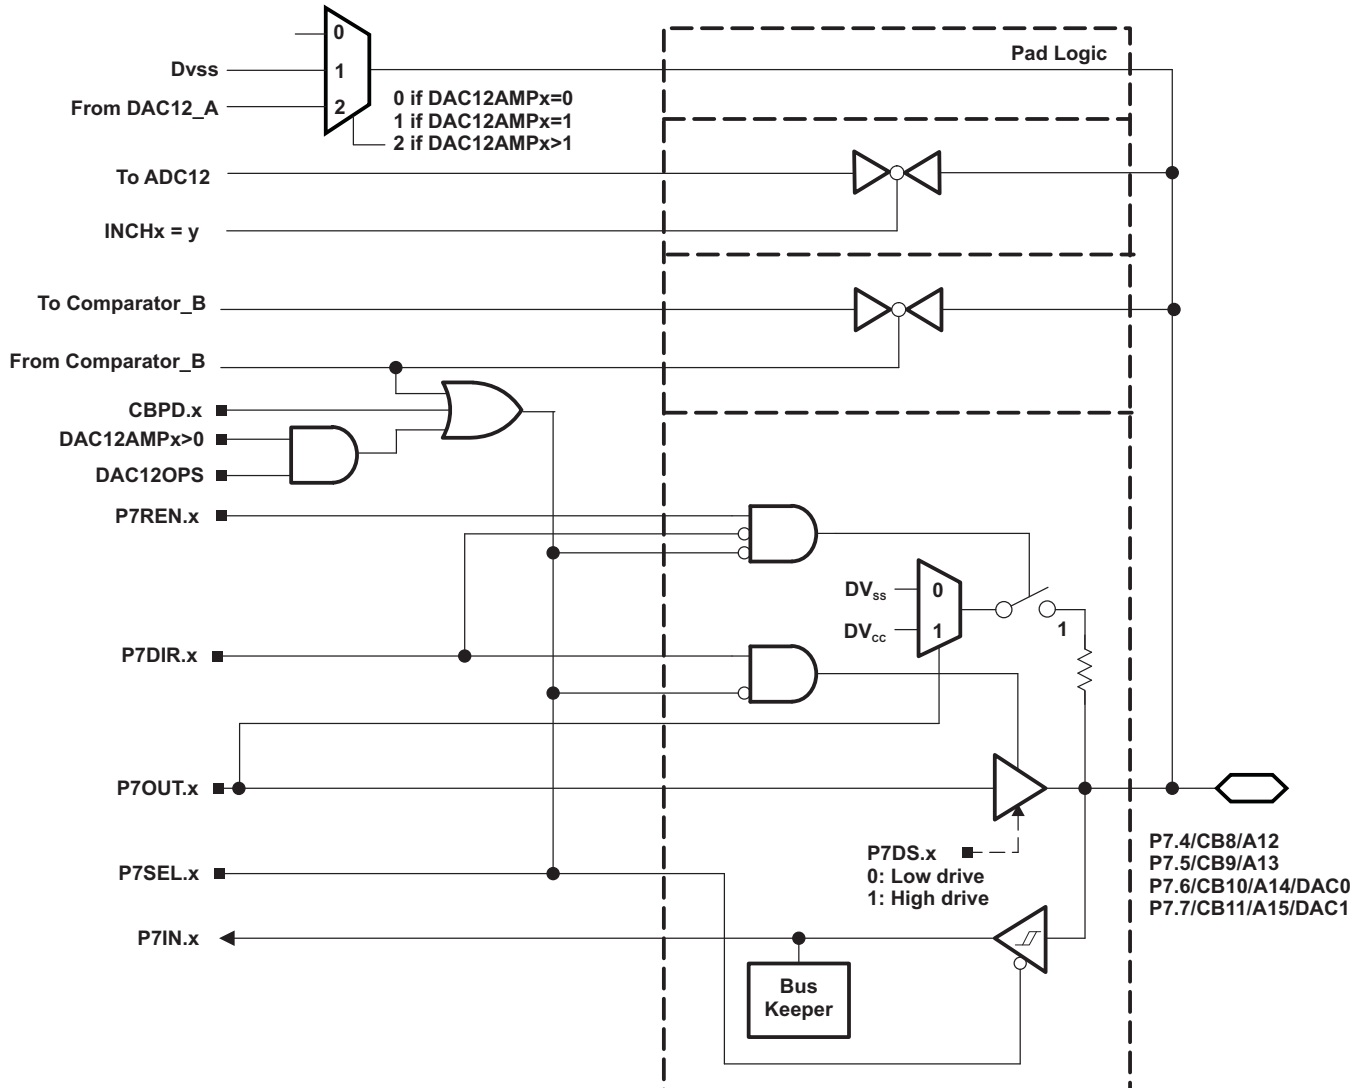 0
Pad Logic
Dvss
1
From DAC12_A
2
0 if DAC12AMPx=0
1 if DAC12AMPx=1
2 if DAC12AMPx>1
To ADC12
INCHx = y
To Comparator_B
From Comparator_B
CBPD.x
DAC12AMPx>0
DAC12OPS
P7REN.x
DVss
0
DVcc
1
1
P7DIR.x
P7OUT.x
P7DS.x
0: Low drive
1: High drive
P7.4/CB8/A12
P7.5/CB9/A13
P7.6/CB10/A14/DAC0
P7.7/CB11/A15/DAC1
P7SEL.x
P7IN.x
Bus
Keeper